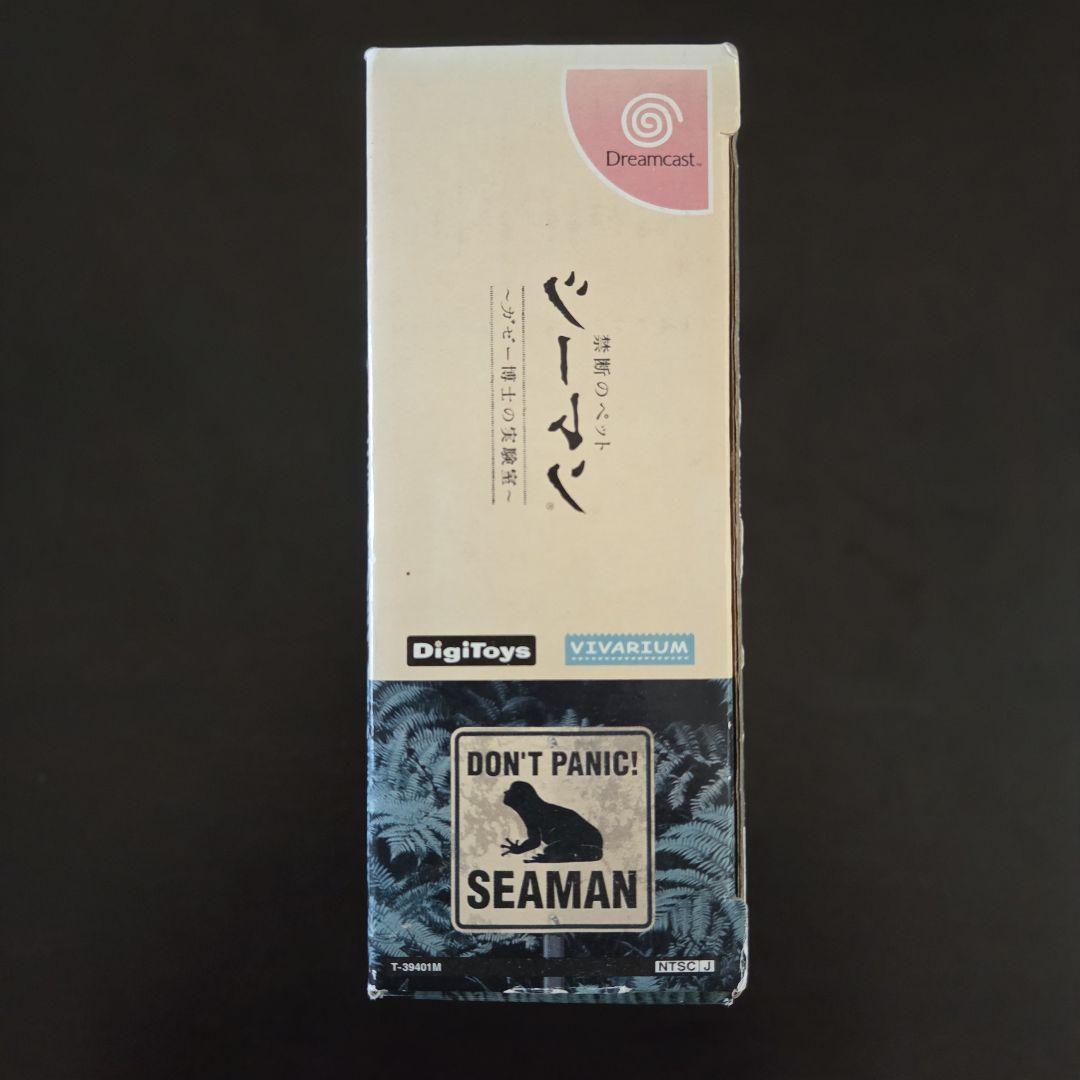 Dreamcast™
禁断のペット
シーマン®
～ガゼー博士の実験室～
DigiToys
VIVARIUM
DON'T PANIC!
SEAMAN
T-39401M
NTSC J